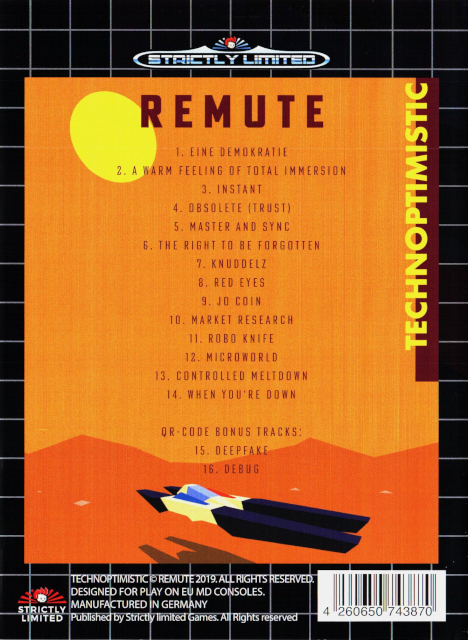 STRICTLY LIMITED
REMUTE
TECHNOPTIMISTIC
1. EINE DEMOKRATIE
2. A WARM FEELING OF TOTAL IMMERSION
3. INSTANT
4. OBSOLETE (TRUST)
5. MASTER AND SYNC
6. THE RIGHT TO BE FORGOTTEN
7. KNUDDELZ
8. RED EYES
9. JO COIN
10. MARKET RESEARCH
11. ROBO KNIFE
12. MICROWORLD
13. CONTROLLED MELTDOWN
14. WHEN YOU'RE DOWN
QR-CODE BONUS TRACKS:
15. DEEPFAKE
16. DEBUG
STRICTLY
LIMITED
TECHNOPTIMISTIC © REMUTE 2019. ALL RIGHTS RESERVED.
DESIGNED FOR PLAY ON EU MD CONSOLES.
MANUFACTURED IN GERMANY
Published by Strictly limited Games. All Rights reserved
4 260650 743870